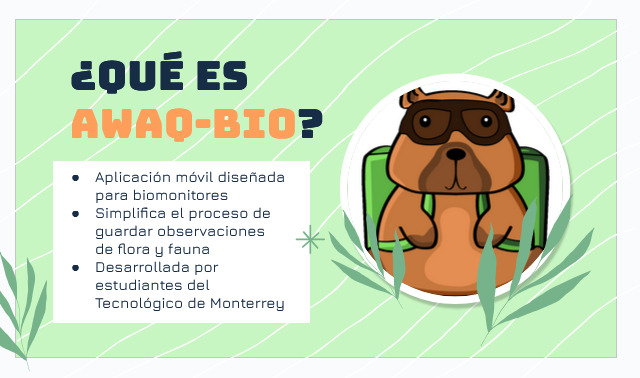 ¿QUÉ ES
AWAQ-BIO?
● Aplicación móvil diseñada
para biomonitores
● Simplifica el proceso de
guardar observaciones
de flora y fauna
● Desarrollada por
estudiantes del
Tecnológico de Monterrey